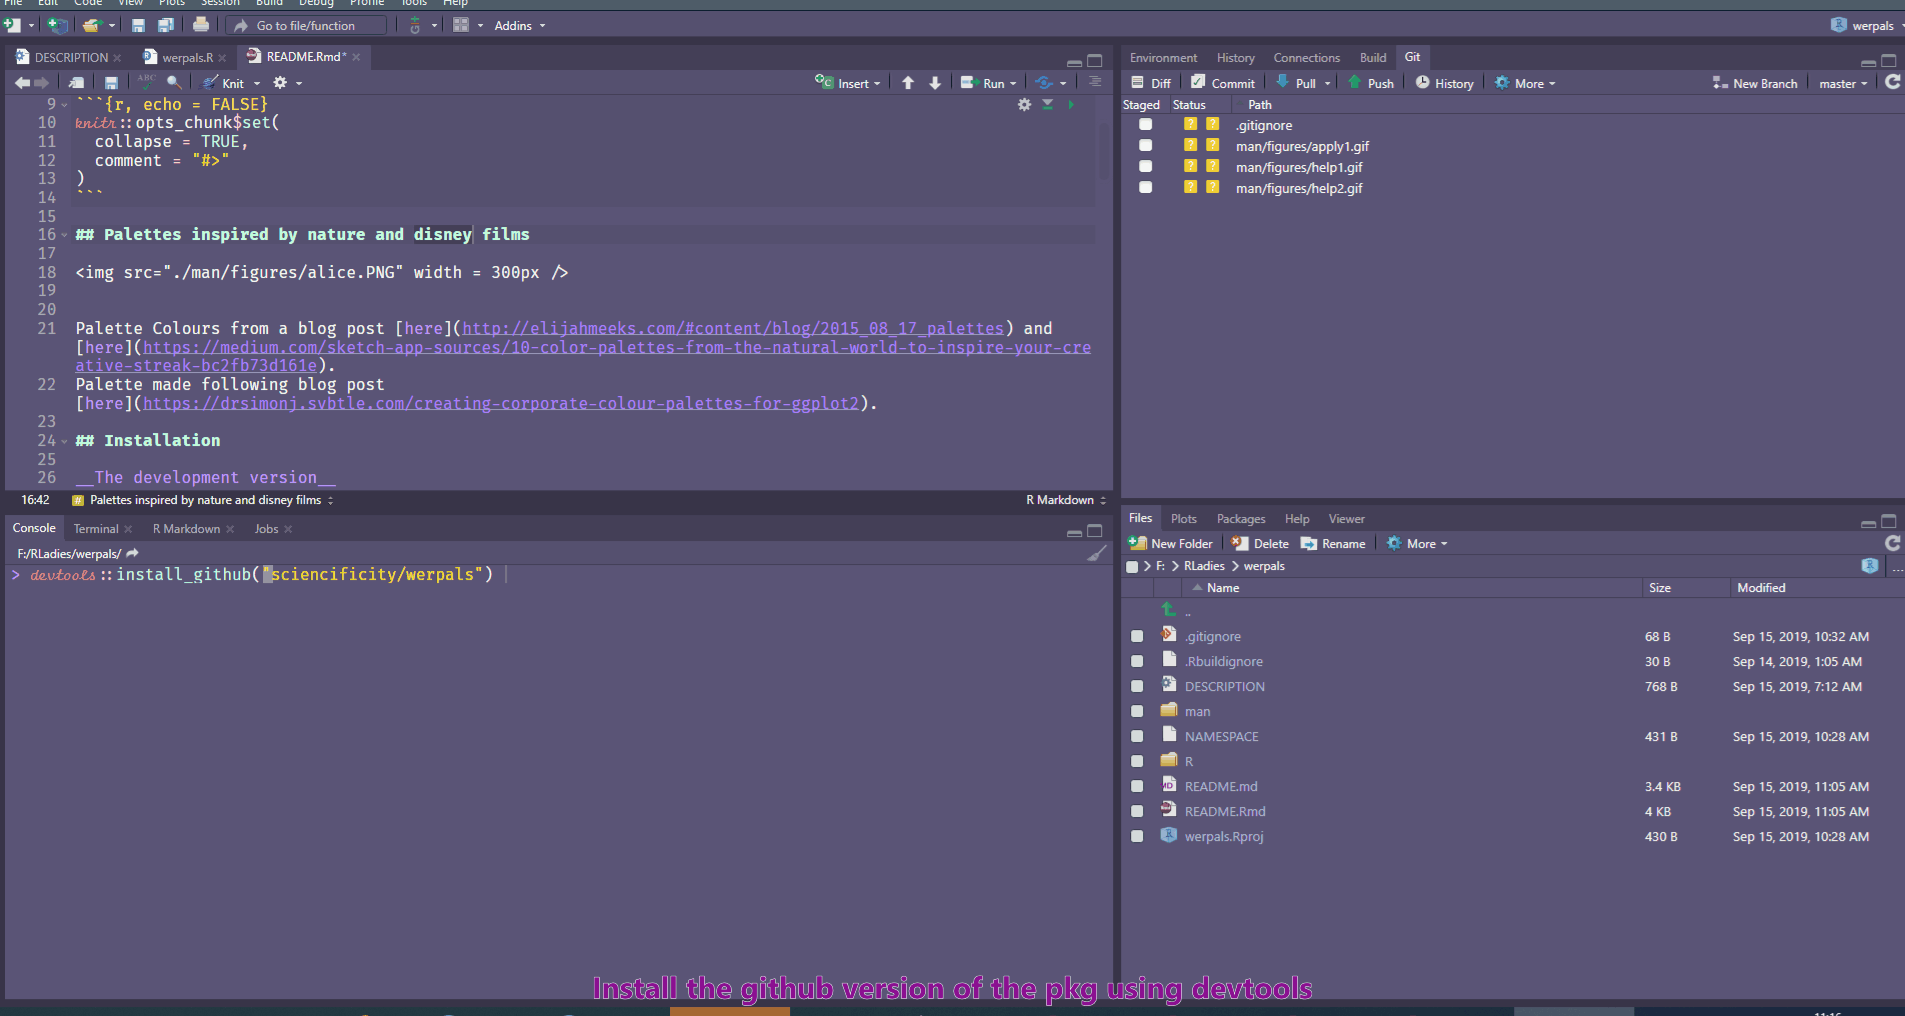 File Edit Code View Plots Session Build Debug Profile Tools Help
Go to file/function Addins werpals
DESCRIPTION werpals.R README.Rmd*
ABC Knit Insert Run
9 ```{r, echo = FALSE}
10 knitr::opts_chunk$set(
11 collapse = TRUE,
12 comment = "#>"
13 )
14 ```
15
16 ## Palettes inspired by nature and disney films
17
18 <img src="./man/figures/alice.PNG" width = 300px />
19
20
21 Palette Colours from a blog post [here](http://elijahmeeks.com/#content/blog/2015_08_17_palettes) and
[here](https://medium.com/sketch-app-sources/10-color-palettes-from-the-natural-world-to-inspire-your-cre
ative-streak-bc2fb73d161e).
22 Palette made following blog post
[here](https://drsimonj.svbtle.com/creating-corporate-colour-palettes-for-ggplot2).
23
24 ## Installation
25
26 __The development version__
16:42 # Palettes inspired by nature and disney films R Markdown
Console Terminal R Markdown Jobs
F:/RLadies/werpals/
> devtools::install_github("sciencificity/werpals")
Environment History Connections Build Git
Diff Commit Pull Push History More New Branch master
Staged Status Path
? ? .gitignore
? ? man/figures/apply1.gif
? ? man/figures/help1.gif
? ? man/figures/help2.gif
Files Plots Packages Help Viewer
New Folder Delete Rename More
F: > RLadies > werpals ...
Name Size Modified
..
.gitignore 68 B Sep 15, 2019, 10:32 AM
.Rbuildignore 30 B Sep 14, 2019, 1:05 AM
DESCRIPTION 768 B Sep 15, 2019, 7:12 AM
man
NAMESPACE 431 B Sep 15, 2019, 10:28 AM
R
README.md 3.4 KB Sep 15, 2019, 11:05 AM
README.Rmd 4 KB Sep 15, 2019, 11:05 AM
werpals.Rproj 430 B Sep 15, 2019, 10:28 AM
Install the github version of the pkg using devtools